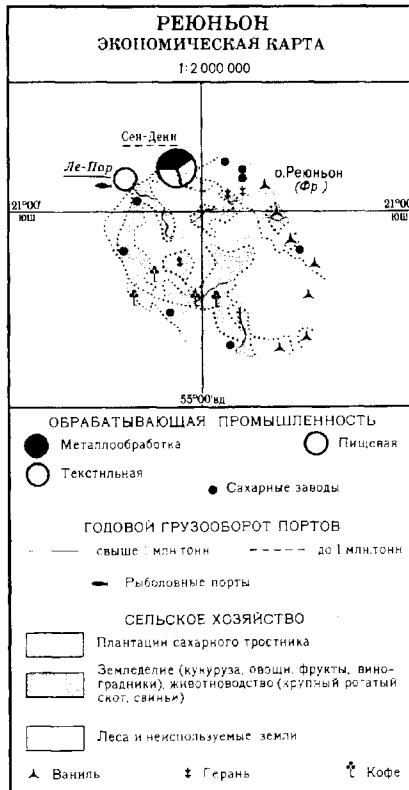 РЕЮНЬОН
ЭКОНОМИЧЕСКАЯ КАРТА
1:2 000 000
Сен-Дени
Ле-Пор
о.Реюньон
(Фр.)
21°00'
юш
21°00'
юш
55°00'вд
ОБРАБАТЫВАЮЩАЯ ПРОМЫШЛЕННОСТЬ
Металлообработка
Пищевая
Текстильная
Сахарные заводы
ГОДОВОЙ ГРУЗООБОРОТ ПОРТОВ
свыше 1 млн.тонн
до 1 млн.тонн
Рыболовные порты
СЕЛЬСКОЕ ХОЗЯЙСТВО
Плантации сахарного тростника
Земледелие (кукуруза, овощи, фрукты, вино-
градники), животноводство (крупный рогатый
скот, свиньи)
Леса и неиспользуемые земли
Ваниль
Герань
Кофе